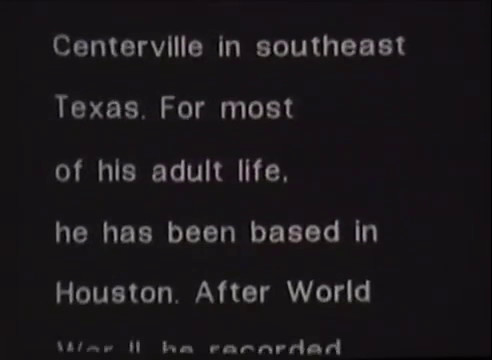 Centerville in southeast
Texas. For most
of his adult life,
he has been based in
Houston. After World
War II he recorded